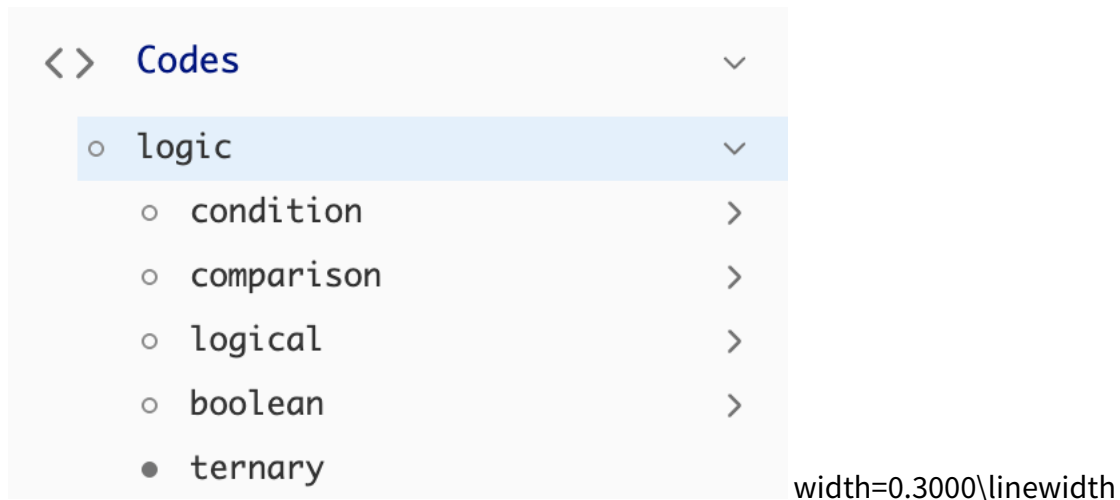 Codes
logic
condition
comparison
logical
boolean
ternary
width=0.3000\linewidth